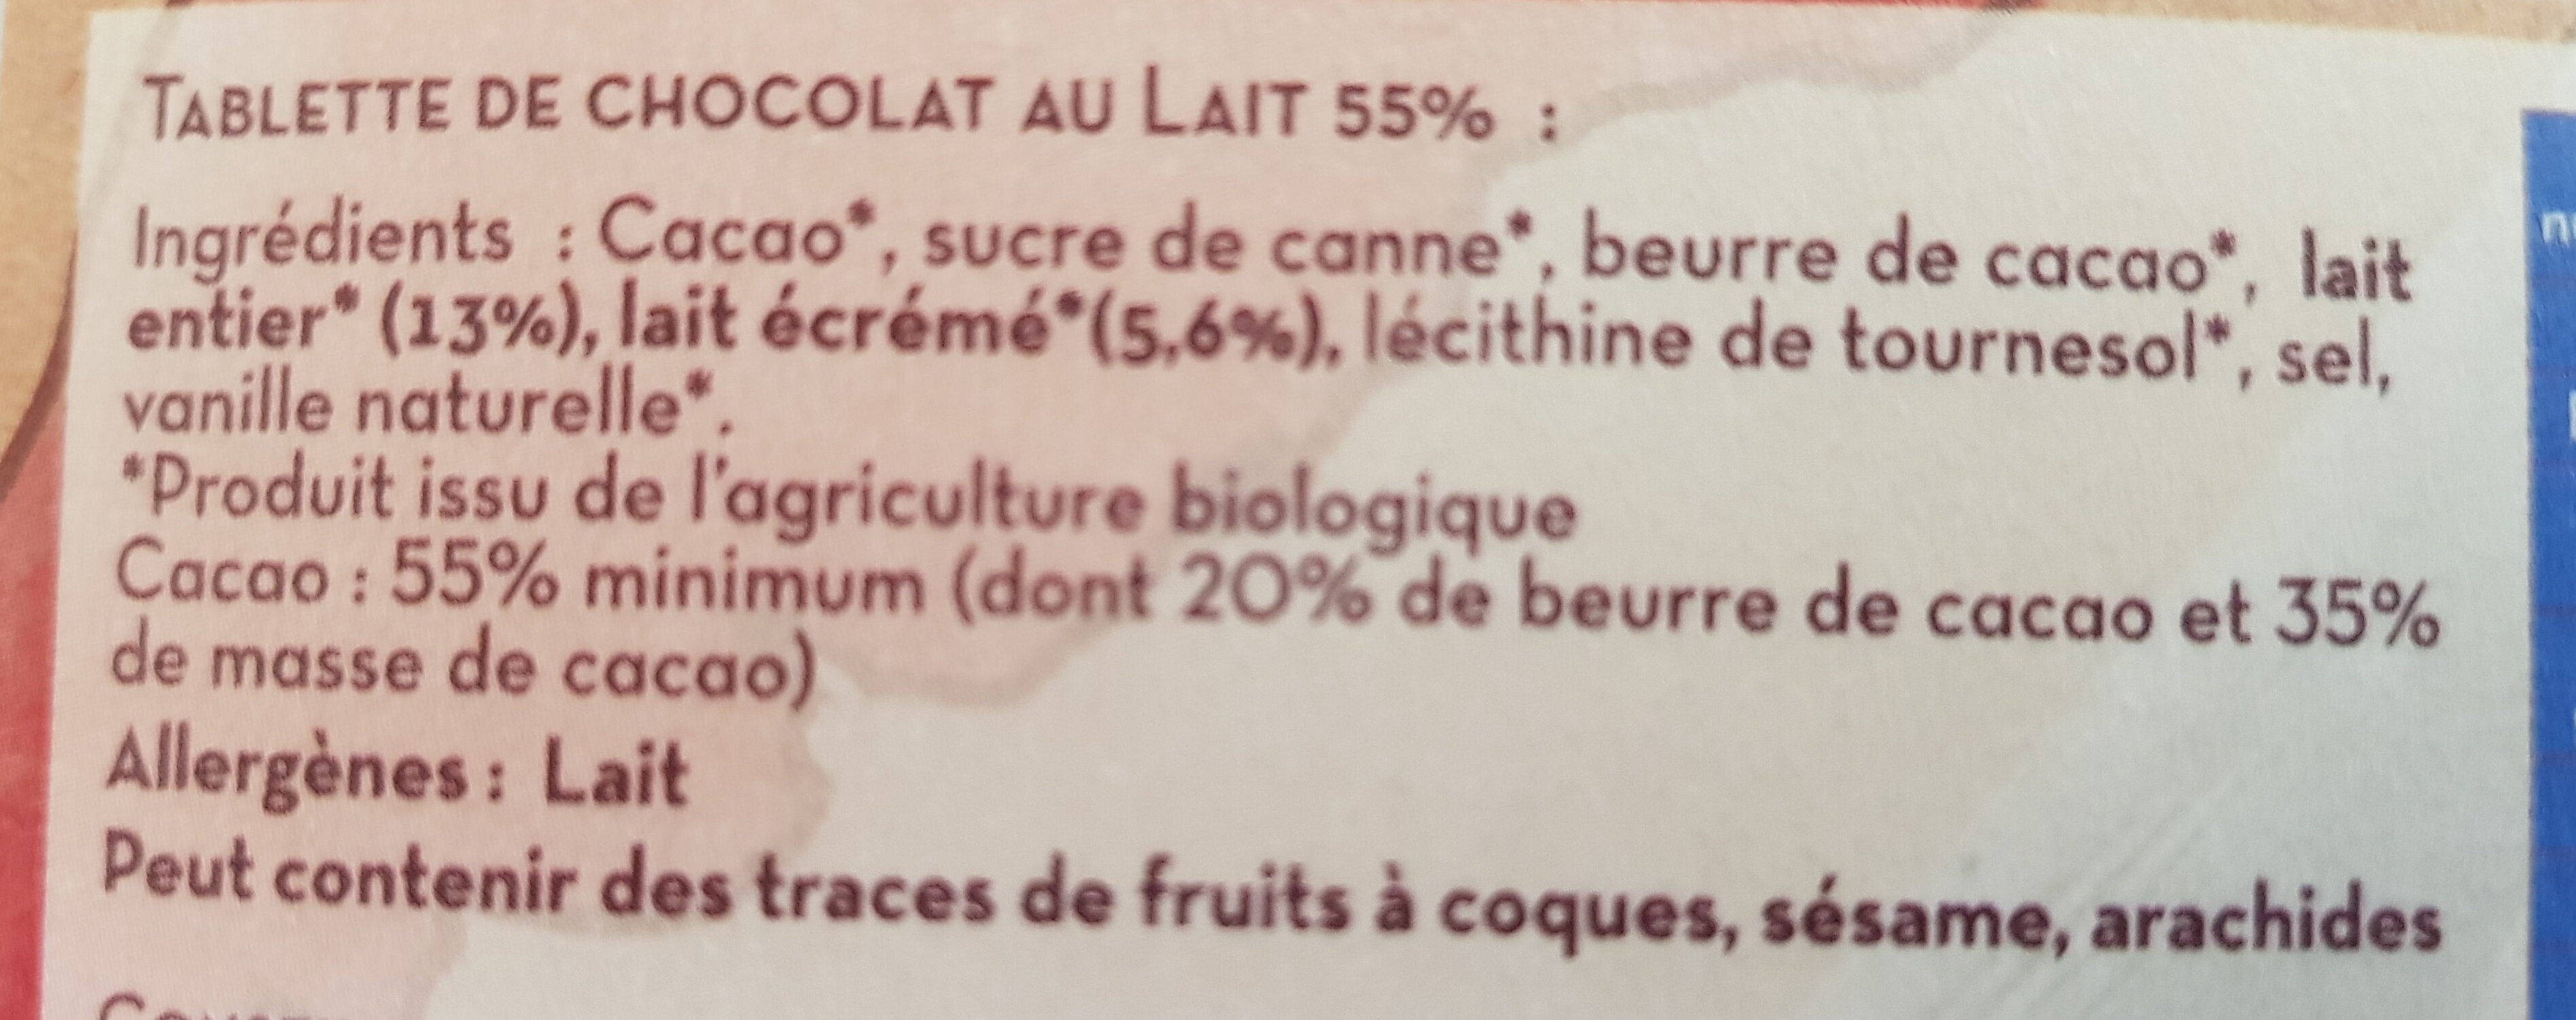 TABLETTE DE CHOCOLAT AU LAIT 55% :
Ingrédients : Cacao*, sucre de canne*, beurre de cacao*, lait
entier* (13%), lait écrémé*(5,6%), lécithine de tournesol*, sel,
vanille naturelle*.
*Produit issu de l'agriculture biologique
Cacao : 55% minimum (dont 20% de beurre de cacao et 35%
de masse de cacao)
Allergènes : Lait
Peut contenir des traces de fruits à coques, sésame, arachides